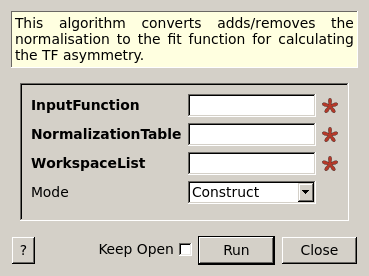 This algorithm converts adds/removes the
normalisation to the fit function for calculating
the TF asymmetry.
InputFunction
NormalizationTable
WorkspaceList
Mode Construct
? Keep Open Run Close